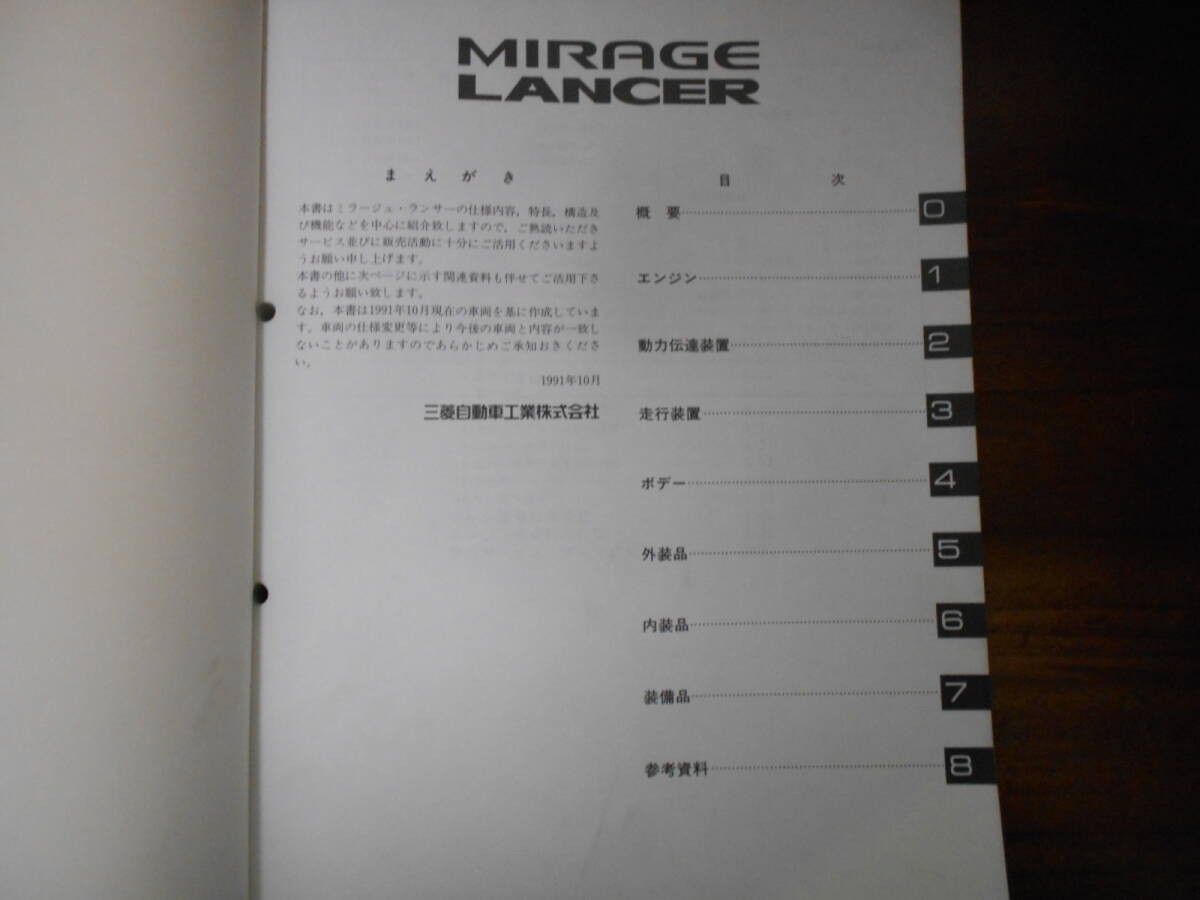 MIRAGE
LANCER
まえがき
本書はミラージュ・ランサーの仕様内容，特長，構造及
び機能などを中心に紹介致しますので，ご熟読いただき
サービス並びに販売活動に十分にご活用くださいますよ
うお願い申し上げます。
本書の他に次ページに示す関連資料も併せてご活用下さ
るようお願い致します。
なお，本書は1991年10月現在の車両を基に作成していま
す。車両の仕様変更等により今後の車両と内容が一致し
ないことがありますのであらかじめご承知おきくださ
い。
1991年10月
三菱自動車工業株式会社
目次
概要 0
エンジン 1
動力伝達装置 2
走行装置 3
ボデー 4
外装品 5
内装品 6
装備品 7
参考資料 8